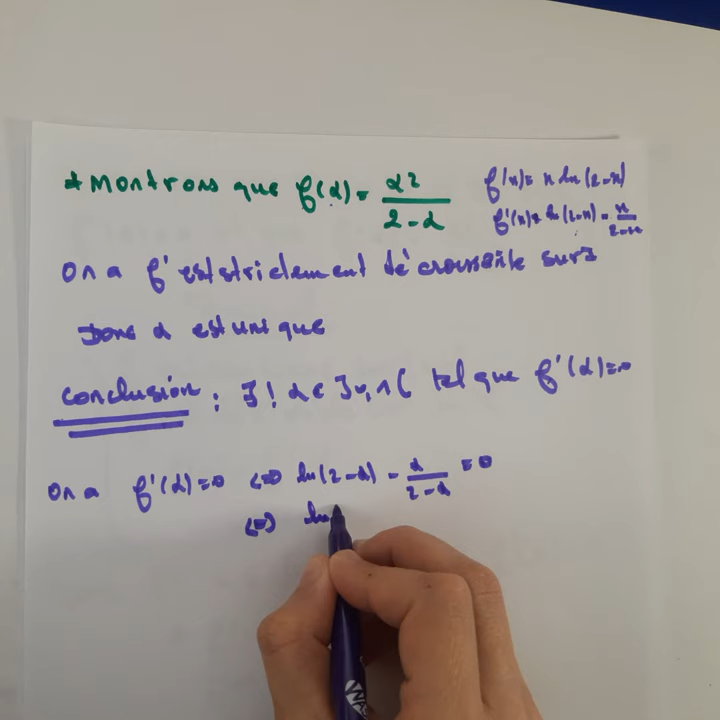 * Montrons que f(α) = α²/(2-α)
f(x) = x ln(2-x)
f'(x) = ln(2-x) - x/(2-x)
On a f' est strictement décroissante sur I
Donc α est unique
conclusion : ∃! α ∈ ]0,1[ tel que f'(α)=0
On a f'(α)=0 ⇔ ln(2-α) - α/(2-α) = 0
⇔ ln